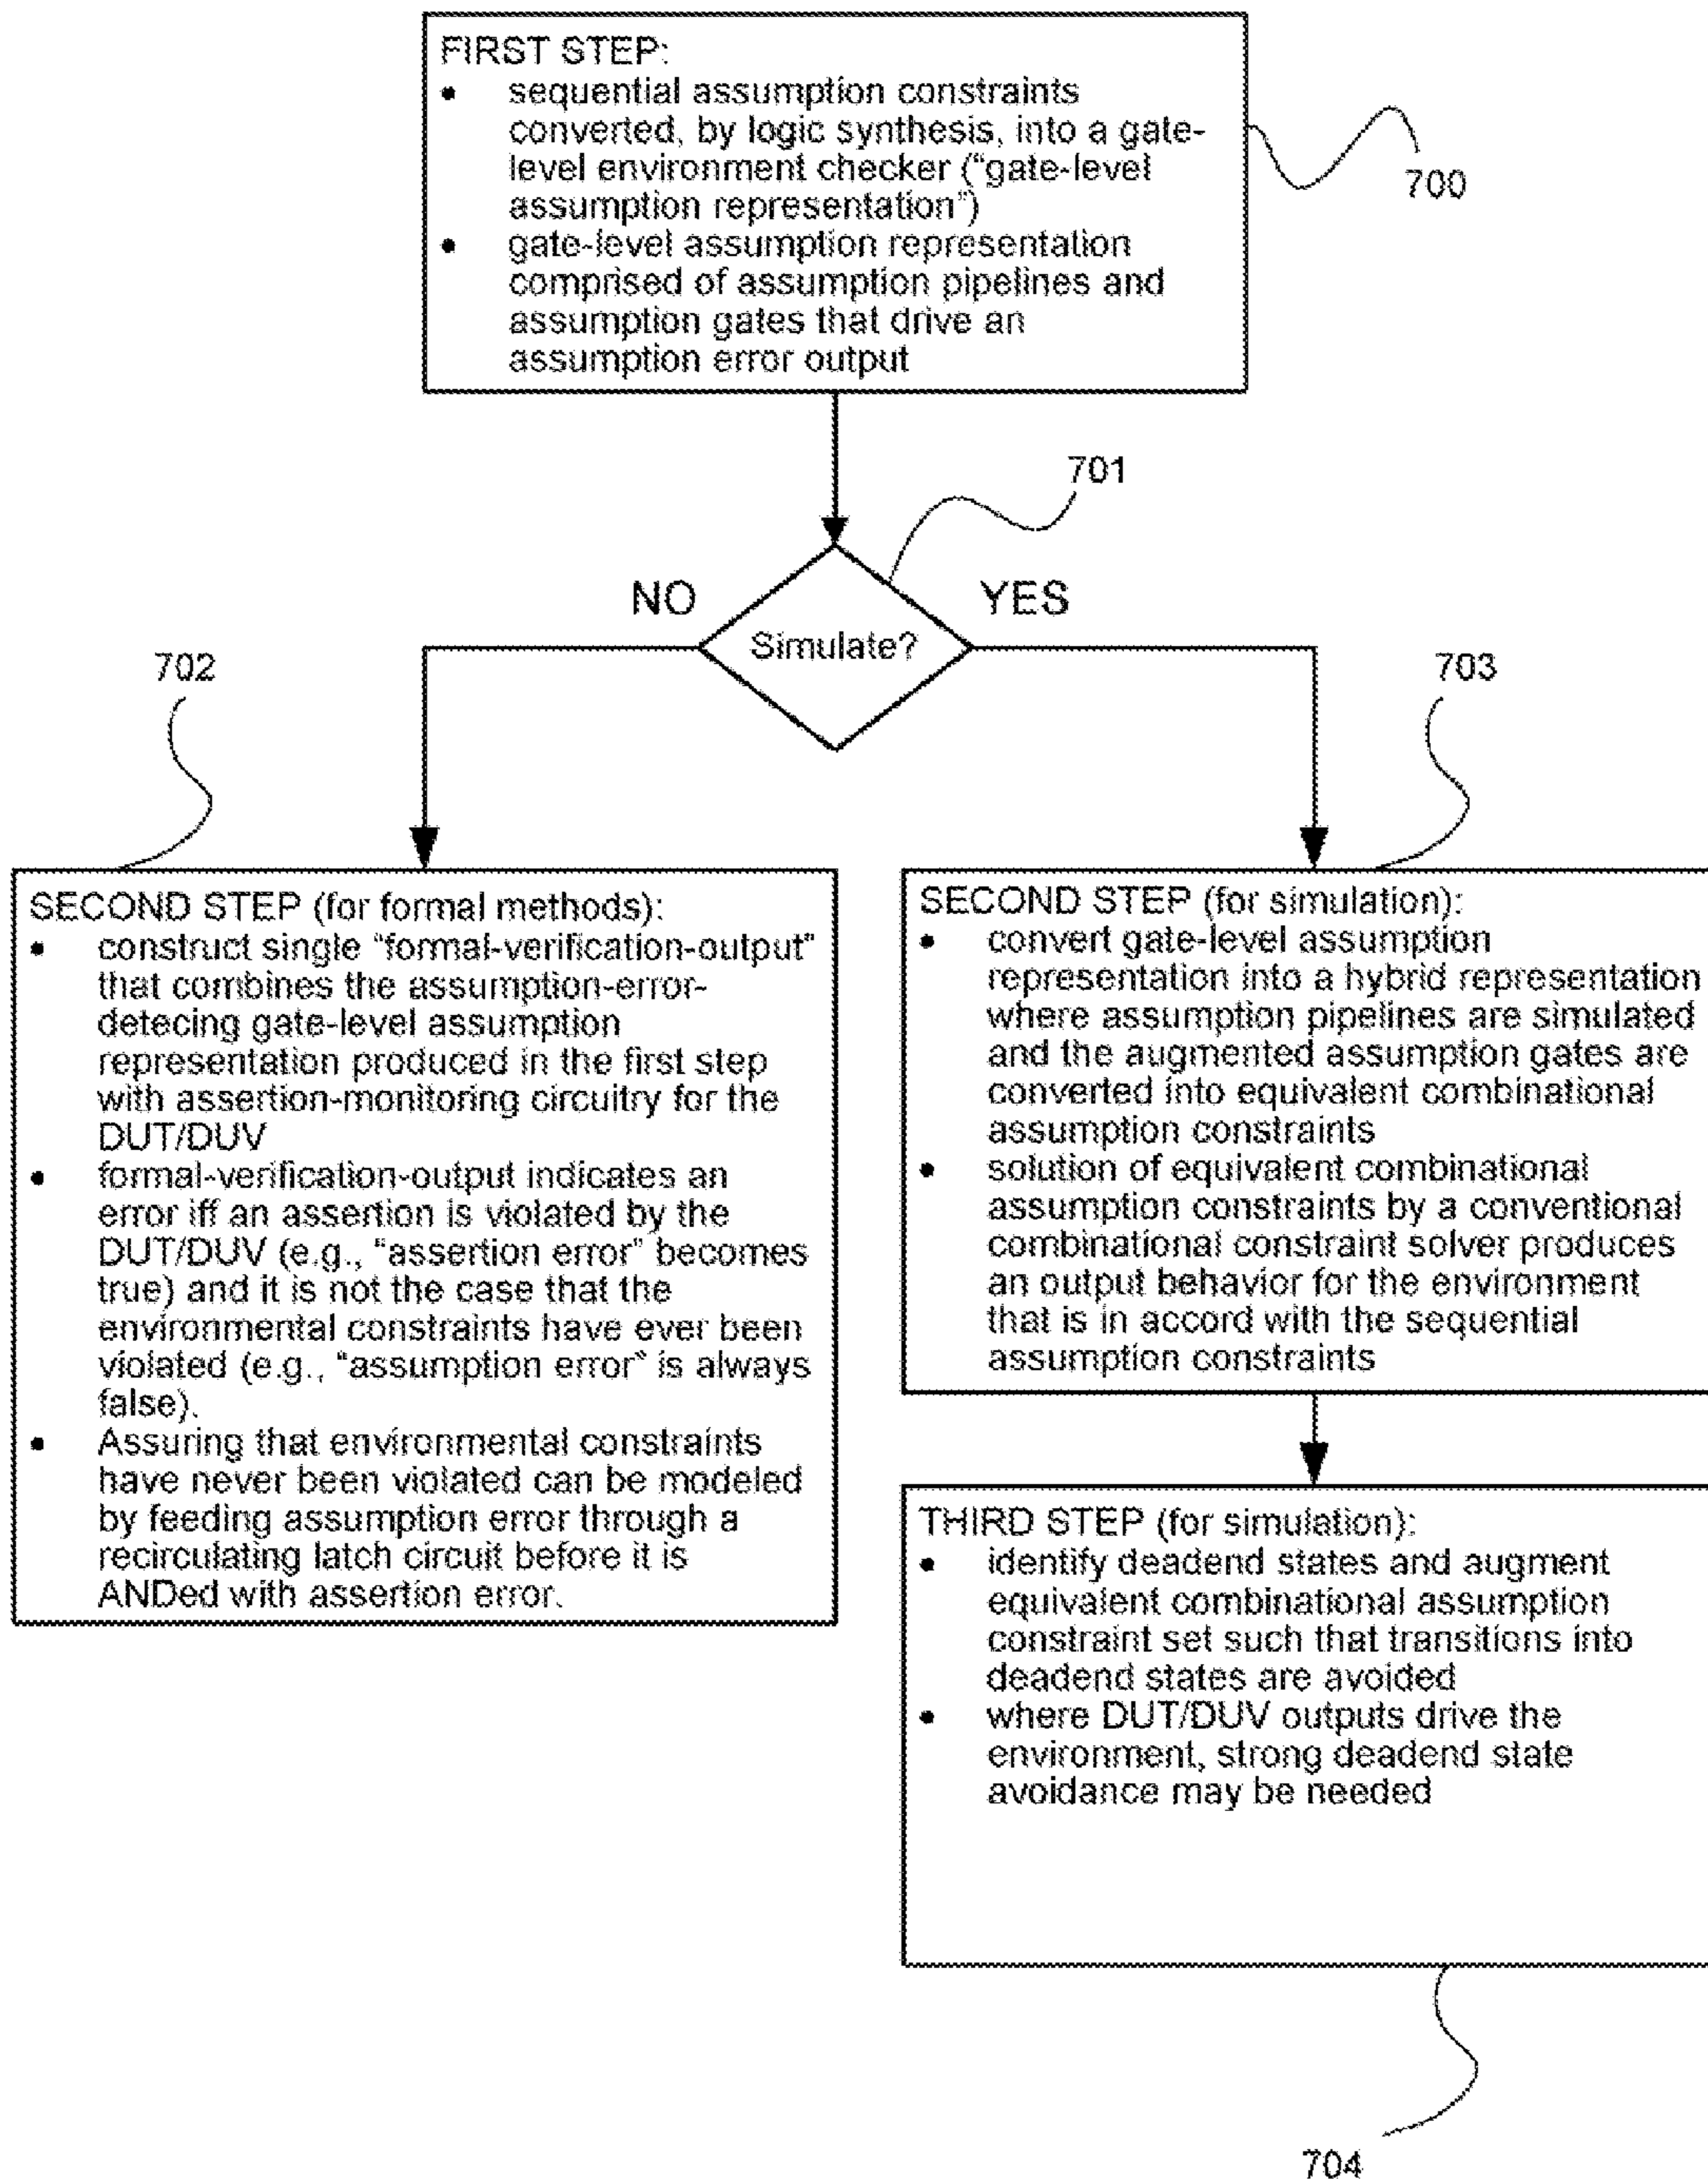 FIRST STEP:
• sequential assumption constraints
converted, by logic synthesis, into a gate-
level environment checker (“gate-level
assumption representation”)
• gate-level assumption representation
comprised of assumption pipelines and
assumption gates that drive an
assumption error output
700
701
NO
YES
Simulate?
702
703
SECOND STEP (for formal methods):
• construct single “formal-verification-output”
that combines the assumption-error-
detecing gate-level assumption
representation produced in the first step
with assertion-monitoring circuitry for the
DUT/DUV
• formal-verification-output indicates an
error iff an assertion is violated by the
DUT/DUV (e.g., “assertion error” becomes
true) and it is not the case that the
environmental constraints have ever been
violated (e.g., “assumption error” is always
false).
• Assuring that environmental constraints
have never been violated can be modeled
by feeding assumption error through a
recirculating latch circuit before it is
ANDed with assertion error.
SECOND STEP (for simulation):
• convert gate-level assumption
representation into a hybrid representation
where assumption pipelines are simulated
and the augmented assumption gates are
converted into equivalent combinational
assumption constraints
• solution of equivalent combinational
assumption constraints by a conventional
combinational constraint solver produces
an output behavior for the environment
that is in accord with the sequential
assumption constraints
THIRD STEP (for simulation):
• identify deadend states and augment
equivalent combinational assumption
constraint set such that transitions into
deadend states are avoided
• where DUT/DUV outputs drive the
environment, strong deadend state
avoidance may be needed
704